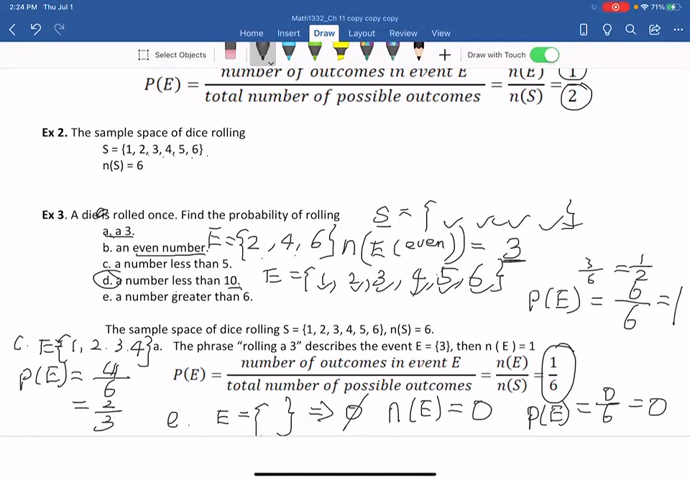 2:24 PM Thu Jul 1
71%
Math1332_Ch 11 copy copy copy
Home Insert Draw Layout Review View
Select Objects
Draw with Touch
P(E) = number of outcomes in event E / total number of possible outcomes = n(E) / n(S) = 1 / 2
Ex 2. The sample space of dice rolling
S = {1, 2, 3, 4, 5, 6}
n(S) = 6
Ex 3. A die is rolled once. Find the probability of rolling
S = {
a. a 3.
b. an even number. E={2, 4, 6} n(E(even)) = 3
3/6 = 1/2
c. a number less than 5.
d. a number less than 10. E = {1, 2, 3, 4, 5, 6}
P(E) = 6/6 = 1
e. a number greater than 6.
The sample space of dice rolling S = {1, 2, 3, 4, 5, 6}, n(S) = 6.
C. E{1, 2. 3. 4}
a. The phrase "rolling a 3" describes the event E = {3}, then n ( E ) = 1
P(E) = 4/6
P(E) = number of outcomes in event E / total number of possible outcomes = n(E) / n(S) = 1 / 6
= 2/3
e. E = { } ⇒ ∅ n(E) = 0 P(E) = 0/6 = 0